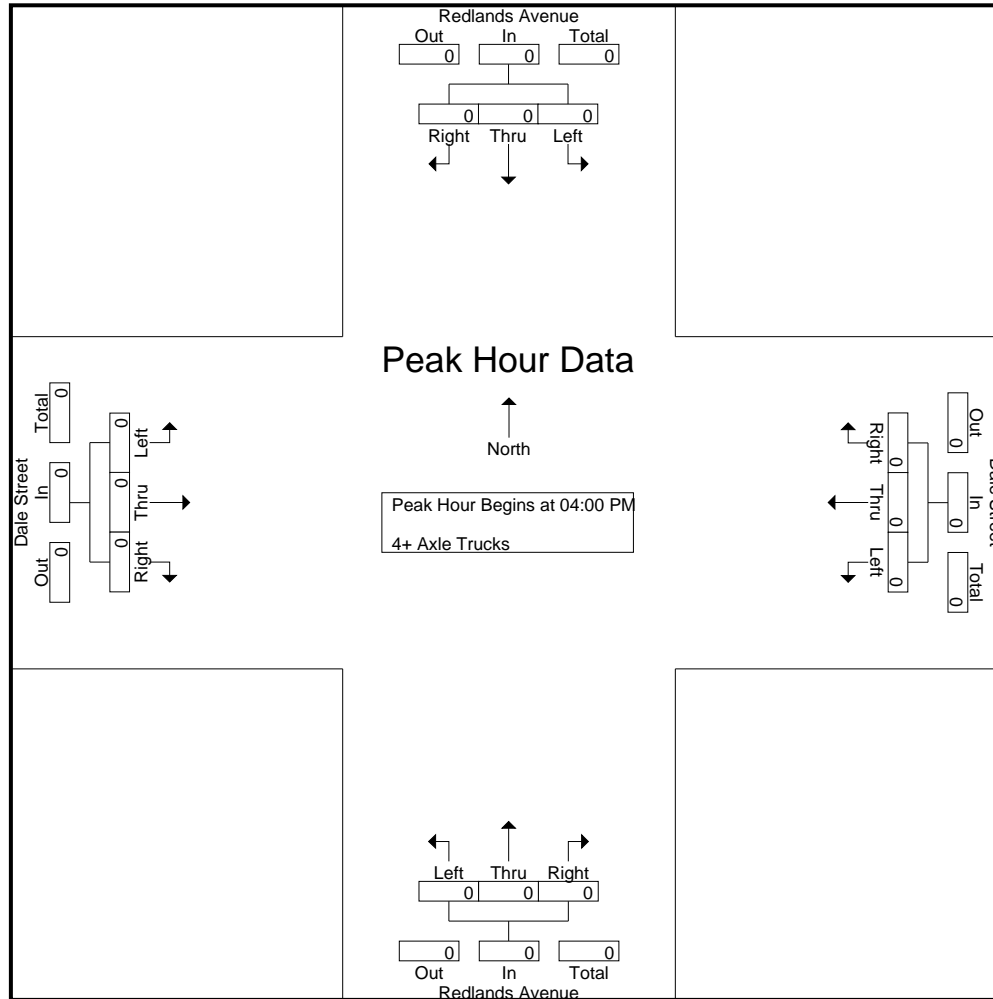 Redlands Avenue
Out In Total
0 0 0
0 0 0
Right Thru Left
Peak Hour Data
North
Peak Hour Begins at 04:00 PM
4+ Axle Trucks
Dale Street
Total In Out
0 0 0
0 0 0
Left Thru Right
Right Thru Left
0 0 0
0 0 0
Out In Total
Left Thru Right
0 0 0
0 0 0
Out In Total
Redlands Avenue